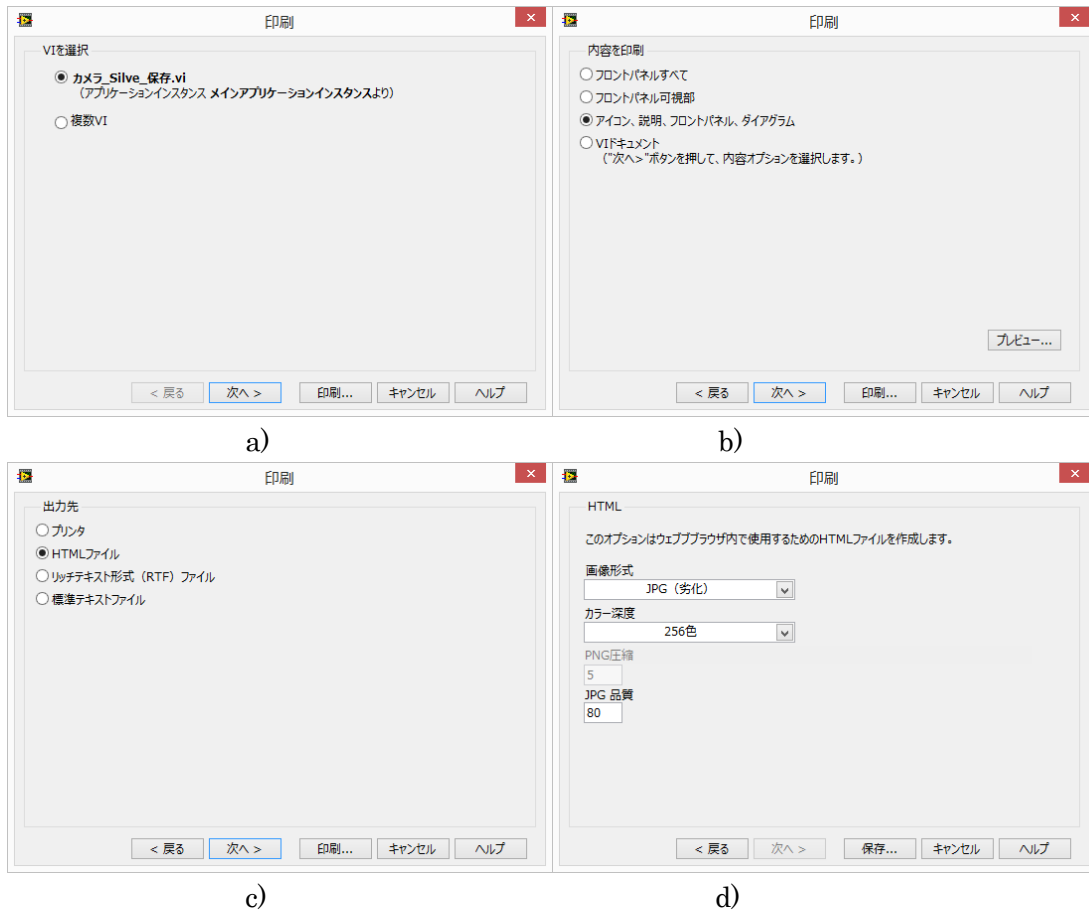 印刷
VIを選択
カメラ_Silve_保存.vi
(アプリケーションインスタンス メインアプリケーションインスタンスより)
複数VI
< 戻る 次へ > 印刷... キャンセル ヘルプ
a)
印刷
内容を印刷
フロントパネルすべて
フロントパネル可視部
アイコン、説明、フロントパネル、ダイアグラム
VIドキュメント
("次へ>"ボタンを押して、内容オプションを選択します。)
プレビュー...
< 戻る 次へ > 印刷... キャンセル ヘルプ
b)
印刷
出力先
プリンタ
HTMLファイル
リッチテキスト形式 (RTF) ファイル
標準テキストファイル
< 戻る 次へ > 印刷... キャンセル ヘルプ
c)
印刷
HTML
このオプションはウェブブラウザ内で使用するためのHTMLファイルを作成します。
画像形式
JPG (劣化)
カラー深度
256色
PNG圧縮
5
JPG 品質
80
< 戻る 次へ > 保存... キャンセル ヘルプ
d)